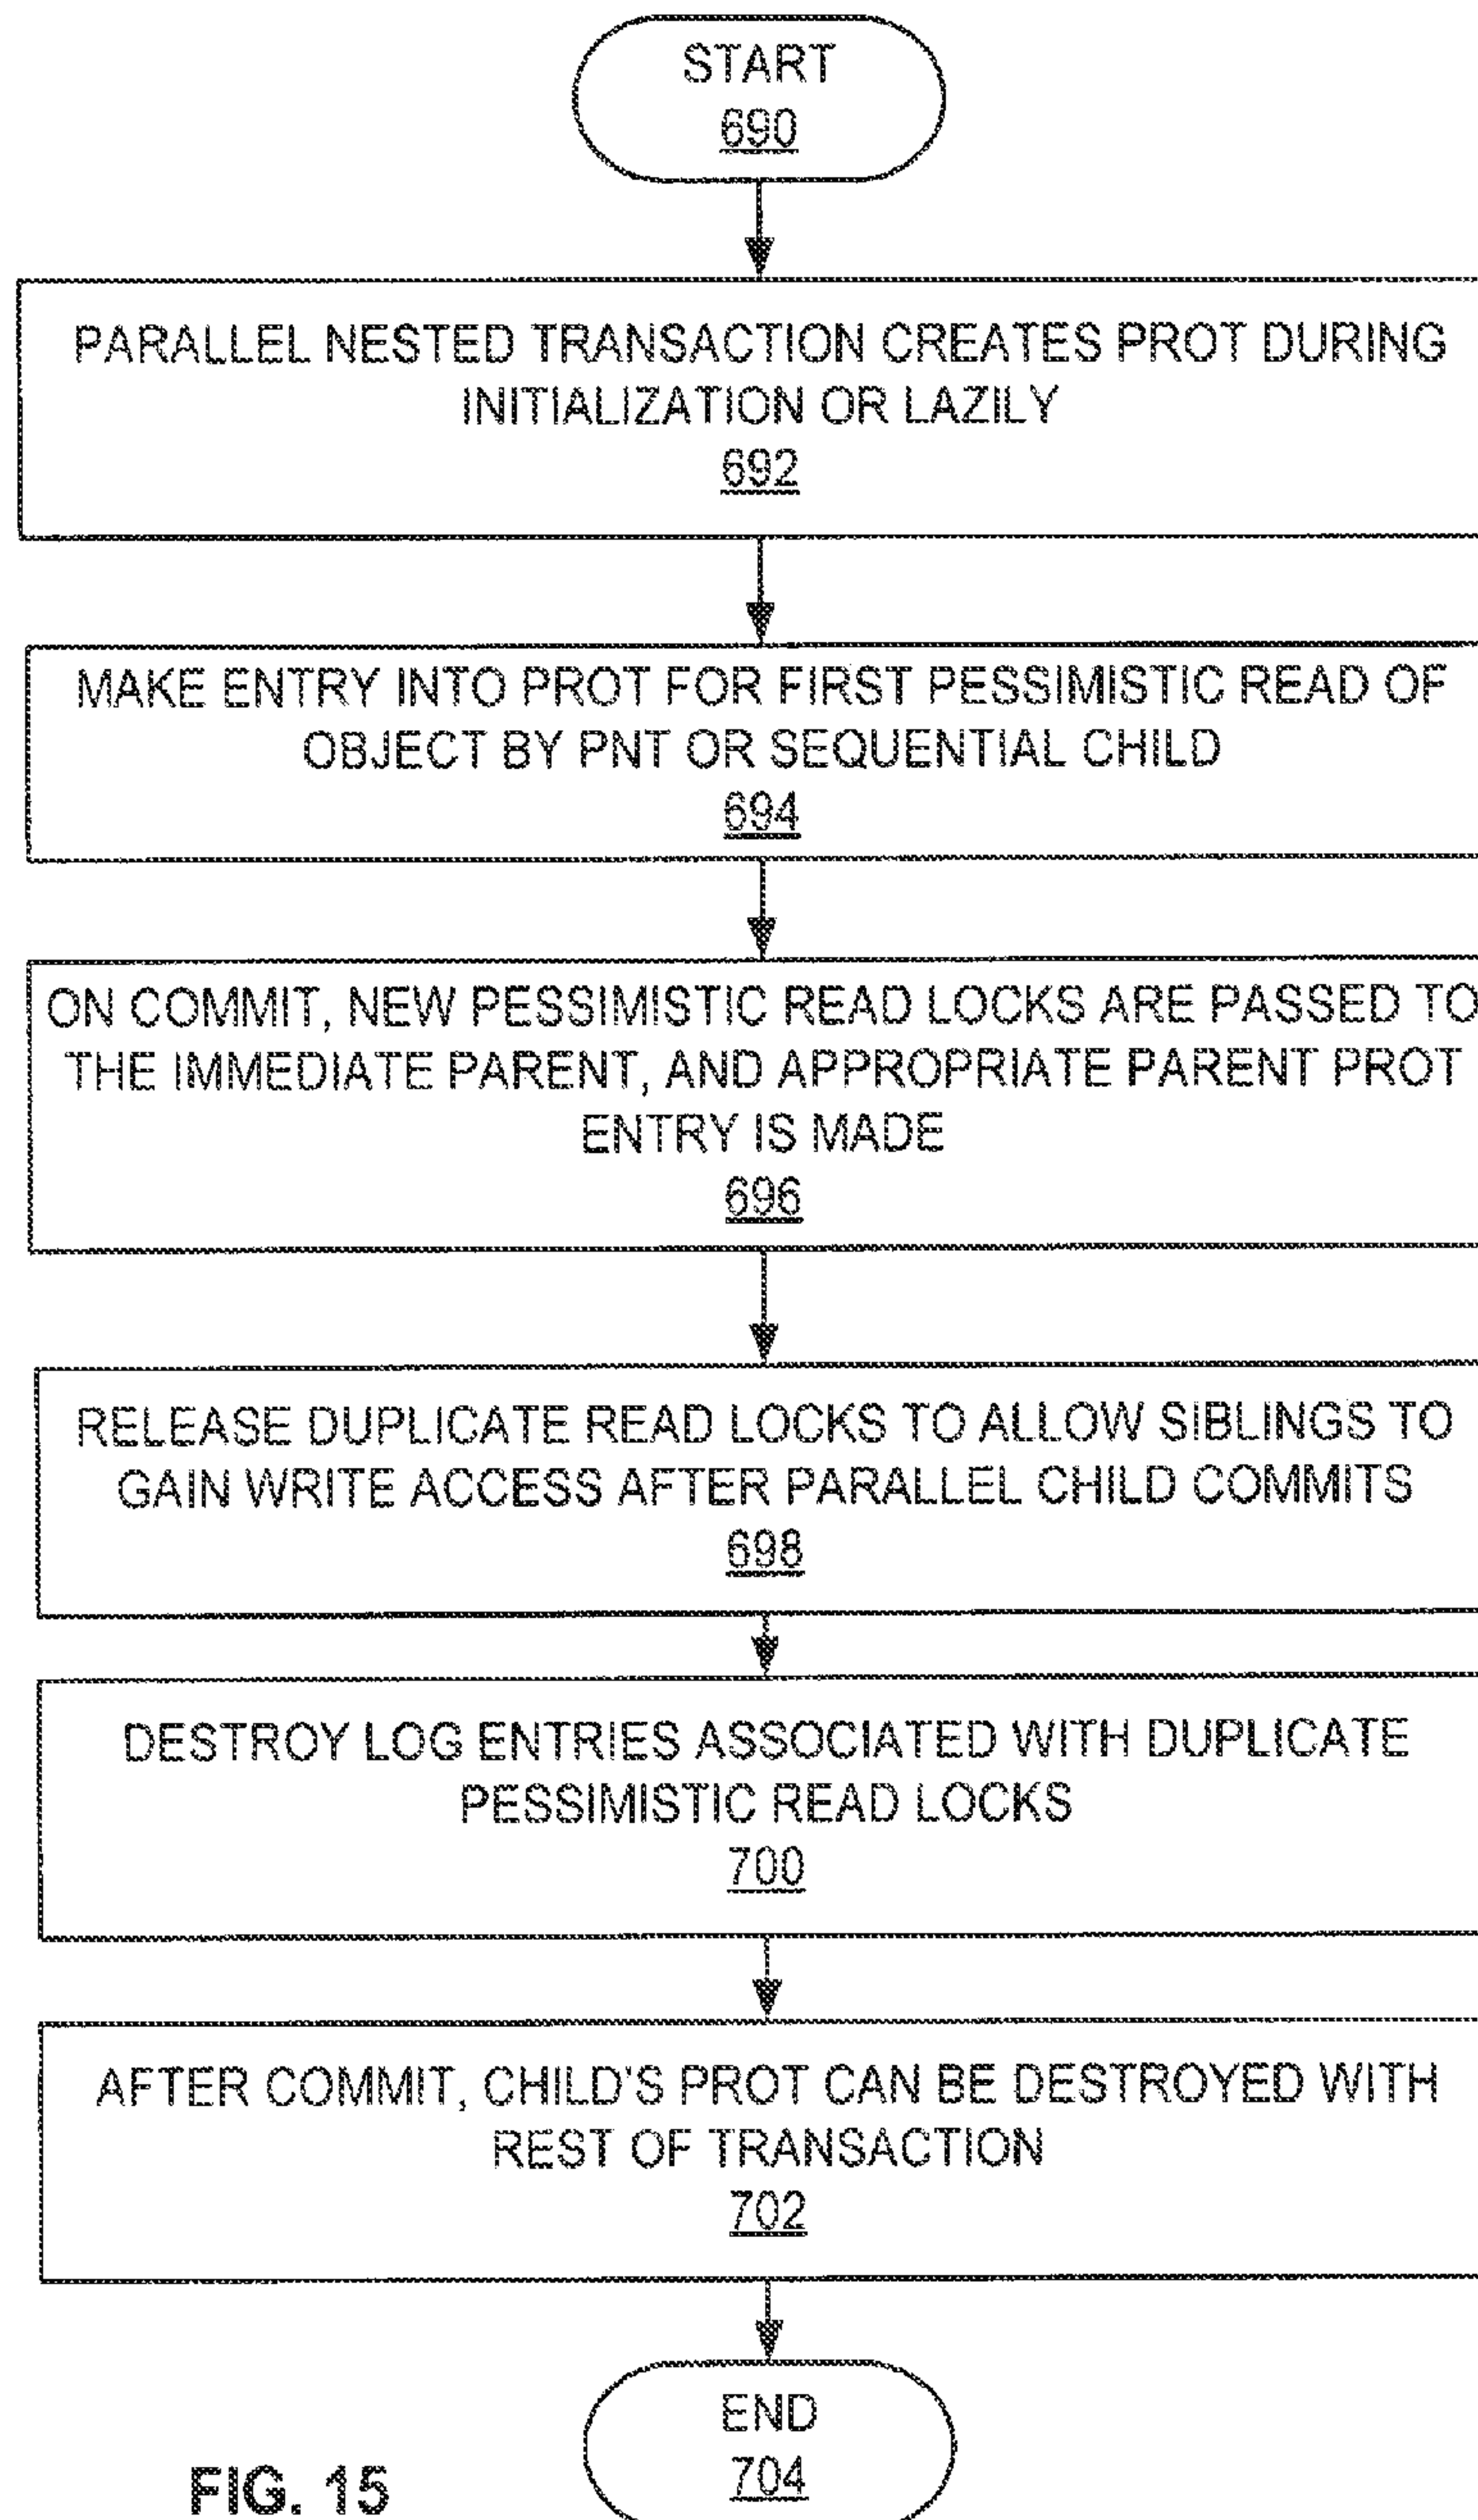 START
690
PARALLEL NESTED TRANSACTION CREATES PROT DURING
INITIALIZATION OR LAZILY
692
MAKE ENTRY INTO PROT FOR FIRST PESSIMISTIC READ OF
OBJECT BY PNT OR SEQUENTIAL CHILD
694
ON COMMIT, NEW PESSIMISTIC READ LOCKS ARE PASSED TO
THE IMMEDIATE PARENT, AND APPROPRIATE PARENT PROT
ENTRY IS MADE
696
RELEASE DUPLICATE READ LOCKS TO ALLOW SIBLINGS TO
GAIN WRITE ACCESS AFTER PARALLEL CHILD COMMITS
698
DESTROY LOG ENTRIES ASSOCIATED WITH DUPLICATE
PESSIMISTIC READ LOCKS
700
AFTER COMMIT, CHILD'S PROT CAN BE DESTROYED WITH
REST OF TRANSACTION
702
END
704
FIG. 15